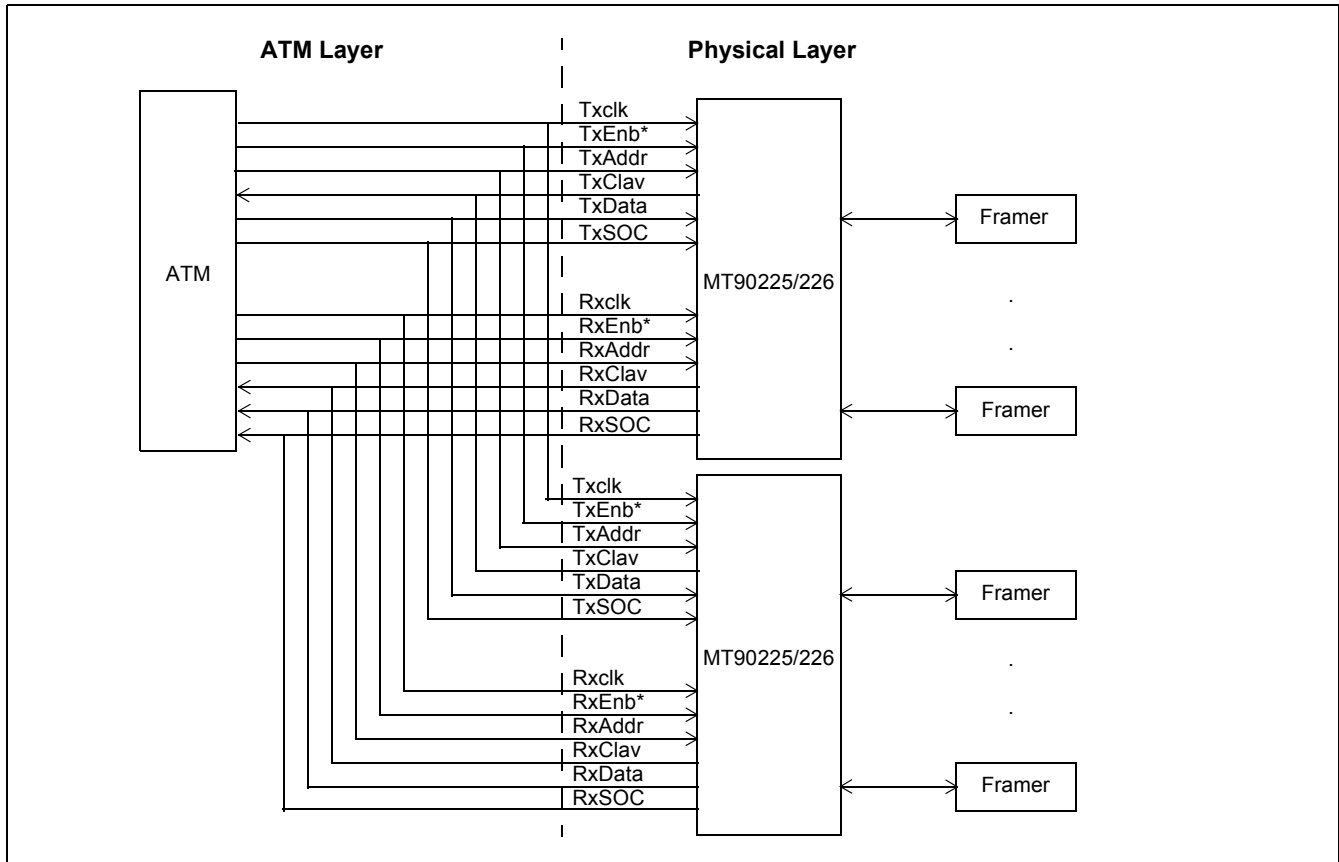 ATM Layer
Physical Layer
Txclk
TxEnb*
TxAddr
TxClav
TxData
TxSOC
Framer
ATM
MT90225/226
.
Rxclk
RxEnb*
.
RxAddr
RxClav
RxData
Framer
RxSOC
Txclk
TxEnb*
TxAddr
TxClav
TxData
Framer
TxSOC
MT90225/226
.
Rxclk
RxEnb*
.
RxAddr
RxClav
RxData
Framer
RxSOC